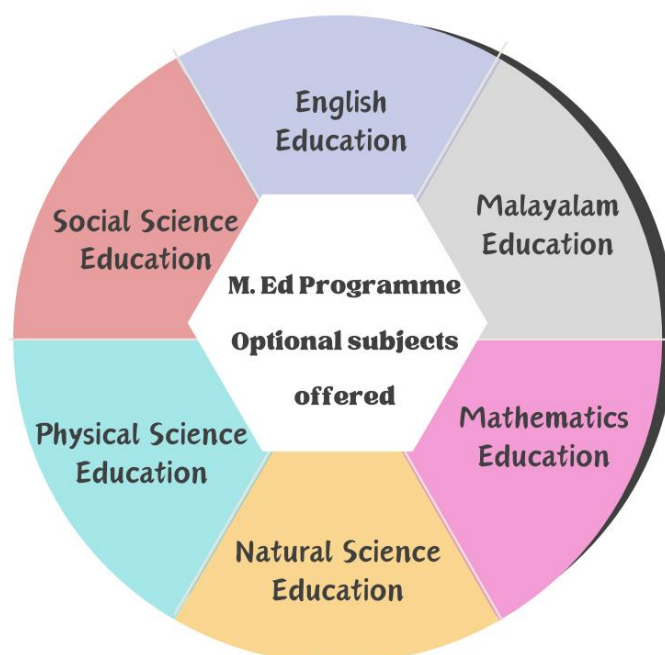 English
Education
Malayalam
Education
Mathematics
Education
Natural Science
Education
Physical Science
Education
Social Science
Education
M. Ed Programme
Optional subjects
offered